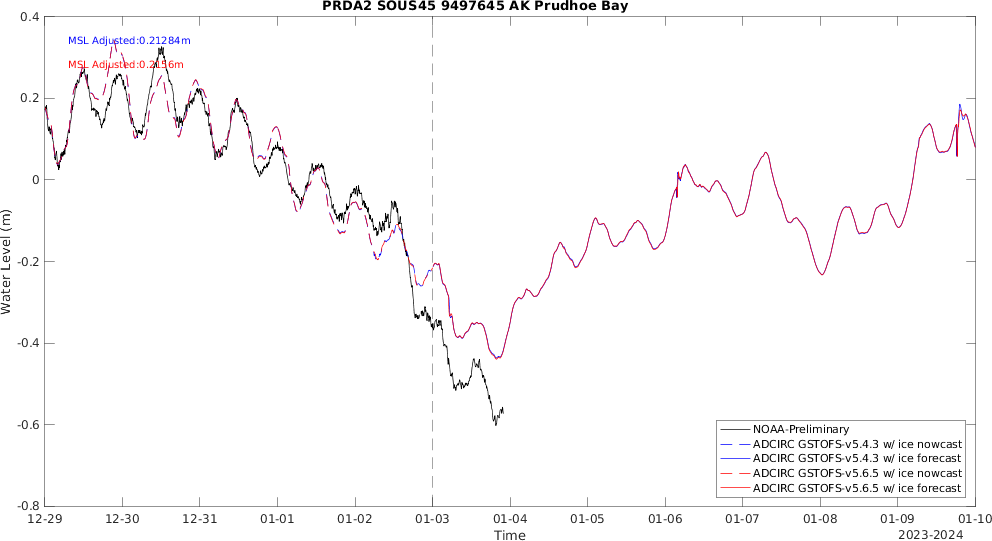 PRDA2 SOUS45 9497645 AK Prudhoe Bay
0.4
MSL Adjusted:0.21284m
MSL Adjusted:0.2156m
0.2
0
-0.2
Water Level (m)
-0.4
-0.6
-0.8
NOAA-Preliminary
ADCIRC GSTOFS-v5.4.3 w/ ice nowcast
ADCIRC GSTOFS-v5.4.3 w/ ice forecast
ADCIRC GSTOFS-v5.6.5 w/ ice nowcast
ADCIRC GSTOFS-v5.6.5 w/ ice forecast
12-29 12-30 12-31 01-01 01-02 01-03 01-04 01-05 01-06 01-07 01-08 01-09 01-10
Time
2023-2024